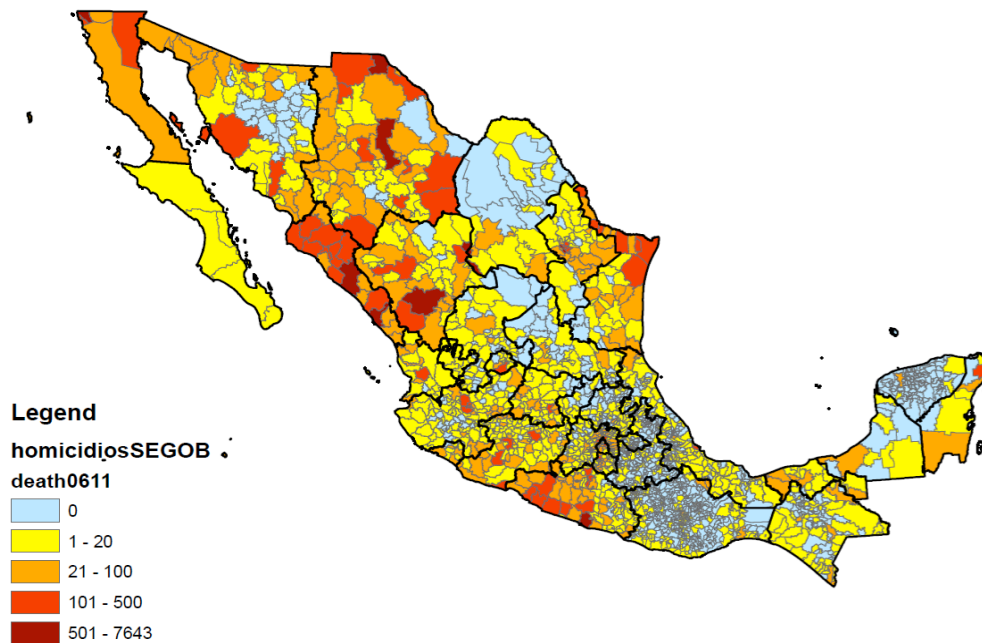 Legend
homicidiosSEGOB
death0611
0
1 - 20
21 - 100
101 - 500
501 - 7643